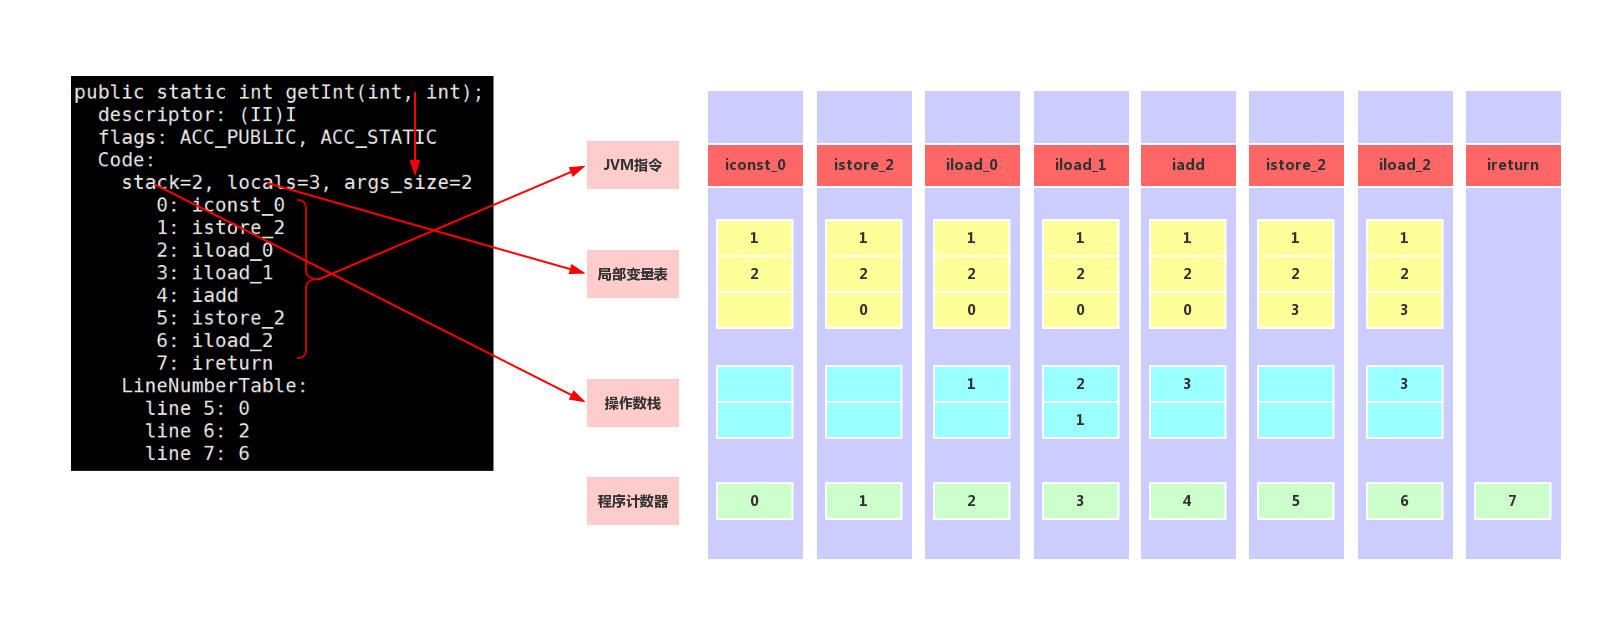 public static int getInt(int, int);
descriptor: (II)I
flags: ACC_PUBLIC, ACC_STATIC
Code:
stack=2, locals=3, args_size=2
0: iconst_0
1: istore_2
2: iload_0
3: iload_1
4: iadd
5: istore_2
6: iload_2
7: ireturn
LineNumberTable:
line 5: 0
line 6: 2
line 7: 6
JVM指令 iconst_0 istore_2 iload_0 iload_1 iadd istore_2 iload_2 ireturn
1 1 1 1 1 1 1
局部变量表 2 2 2 2 2 2 2
0 0 0 0 3 3
1 2 3 3
操作数栈
1
程序计数器 0 1 2 3 4 5 6 7